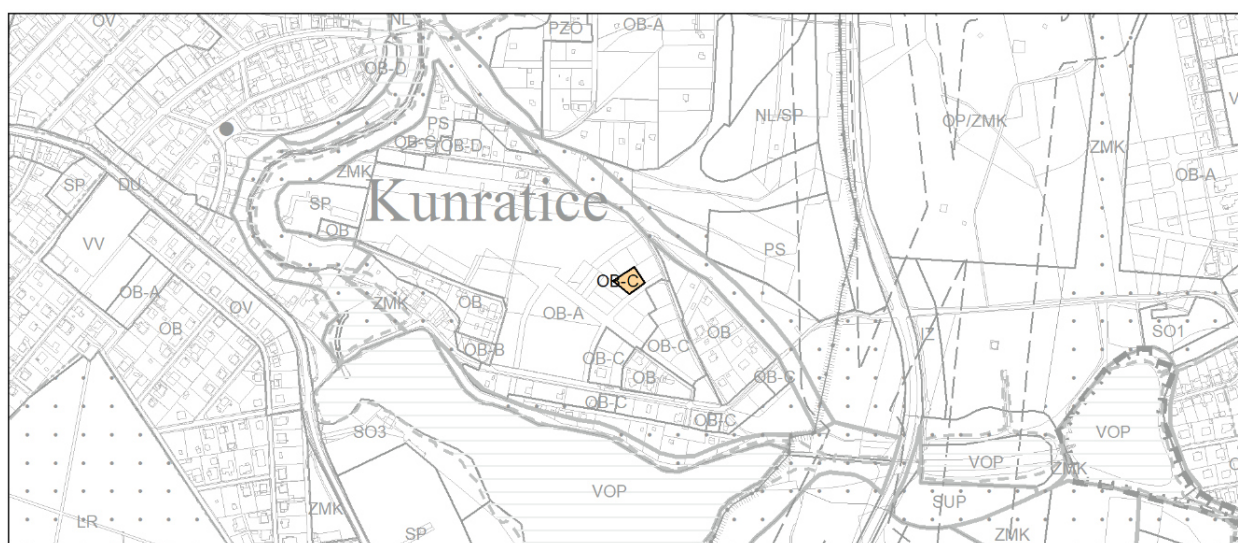 OV
NL
PZO
OB-A
OB-D
NL/SP
OP/ZMK
ZMK
PS
OB-C
OB-D
OB-A
SP
DU
ZMK
Kunratice
SP
VV
OB
PS
OB-C
OB-A
OV
ZMK
OB
OB
OB-A
OB
IZ
SO1
OB-B
OB-C
OB-C
OB
OB-C
OB-C
OB-C
SO3
VOP
VOP
VOP
ZMK
LR
ZMK
SP
SUP
ZMK
ZMK